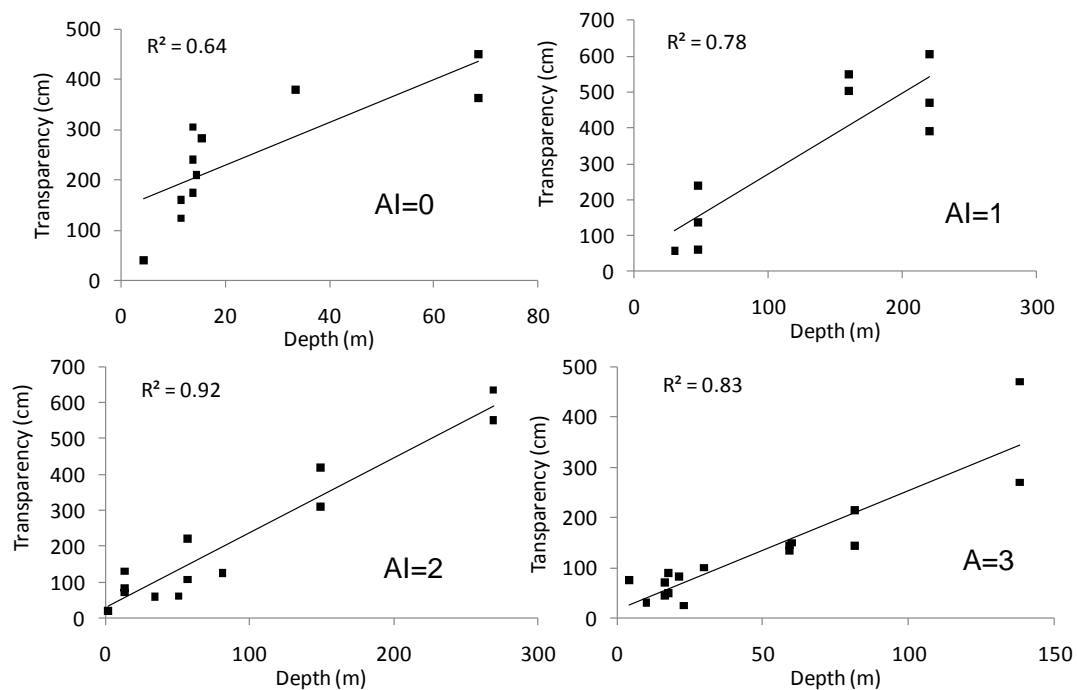 R² = 0.64
Transparency (cm)
500
400
300
200
100
0
AI=0
0 20 40 60 80
Depth (m)
R² = 0.78
Transparency (cm)
700
600
500
400
300
200
100
0
AI=1
0 100 200 300
Depth (m)
R² = 0.92
Transparency (cm)
700
600
500
400
300
200
100
0
AI=2
0 100 200 300
Depth (m)
R² = 0.83
Tansparency (cm)
500
400
300
200
100
0
A=3
0 50 100 150
Depth (m)